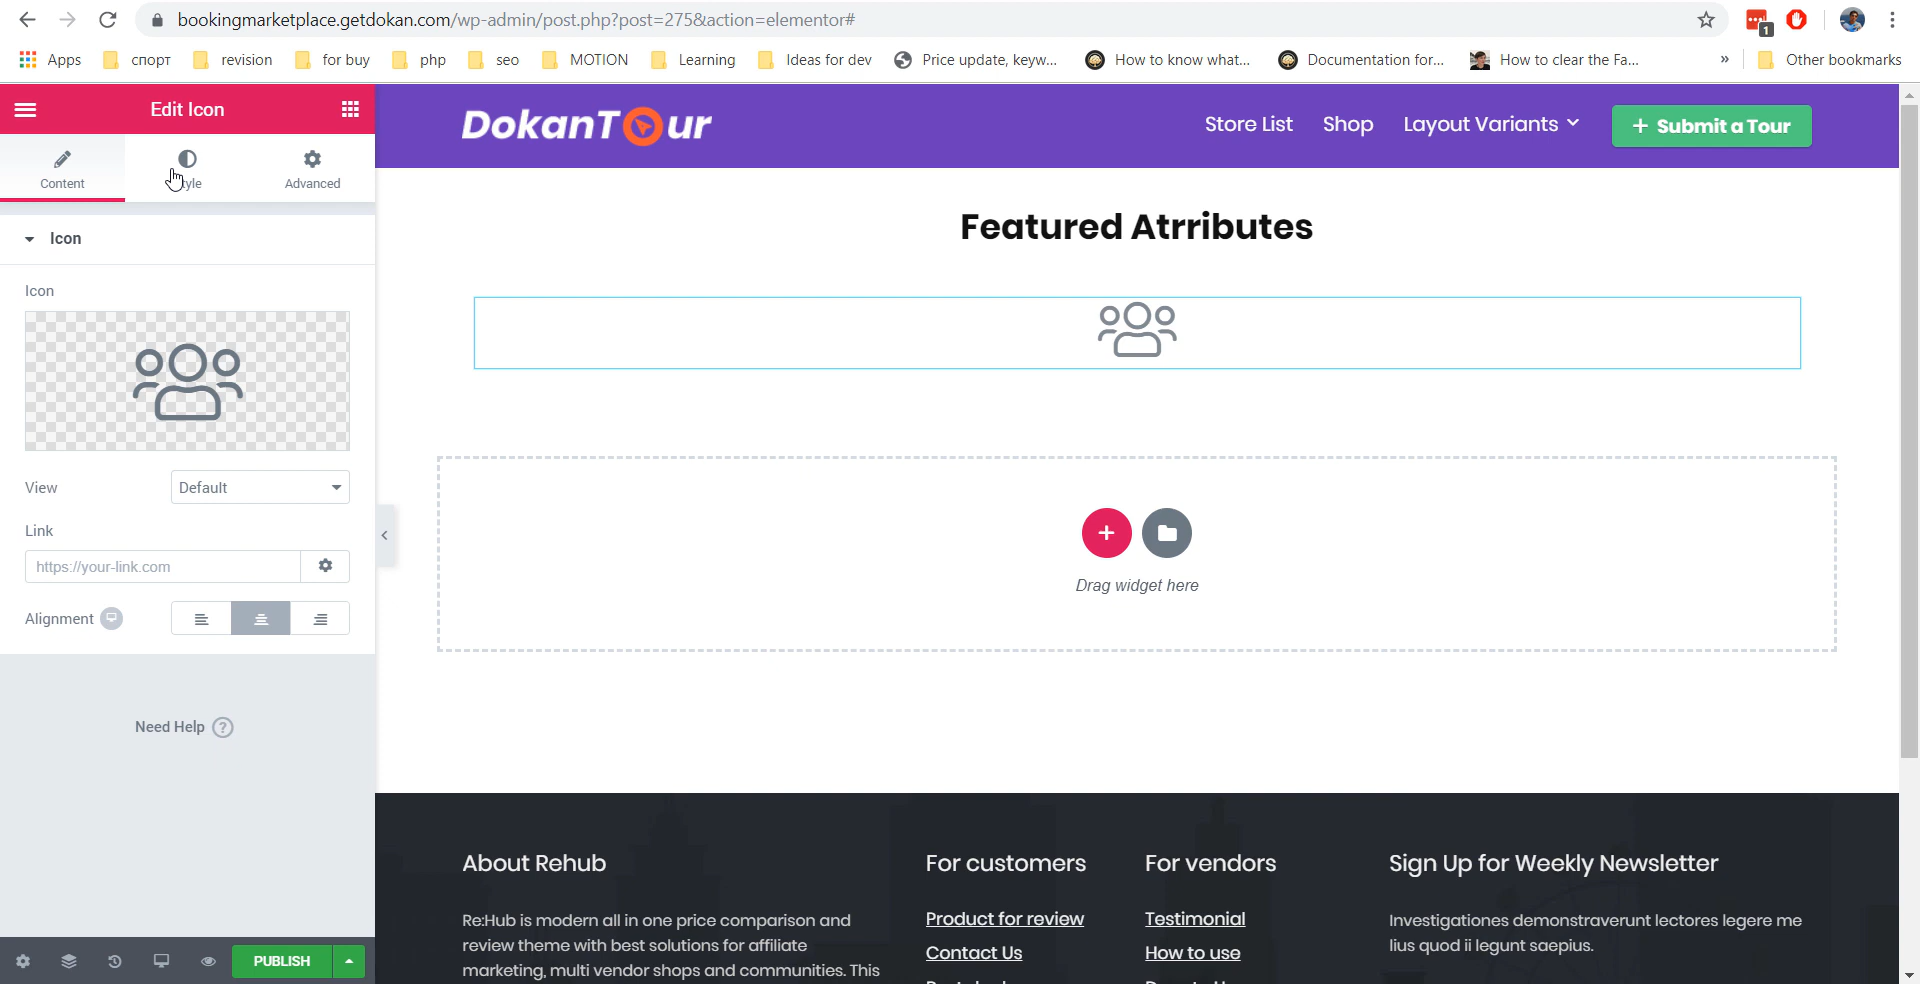 bookingmarketplace.getdokan.com/wp-admin/post.php?post=275&action=elementor#
1
Apps спорт revision for buy php seo MOTION Learning Ideas for dev Price update, keyw... How to know what... Documentation for... How to clear the Fa... » Other bookmarks
Edit Icon
Content
Advanced
Icon
Icon
View Default
Link
https://your-link.com
Alignment
Need Help ?
PUBLISH
DokanTour
Store List Shop Layout Variants + Submit a Tour
Featured Atrributes
Drag widget here
About Rehub
Re:Hub is modern all in one price comparison and
review theme with best solutions for affiliate
marketing, multi vendor shops and communities. This
For customers
Product for review
Contact Us
For vendors
Testimonial
How to use
Sign Up for Weekly Newsletter
Investigationes demonstraverunt lectores legere me
lius quod ii legunt saepius.